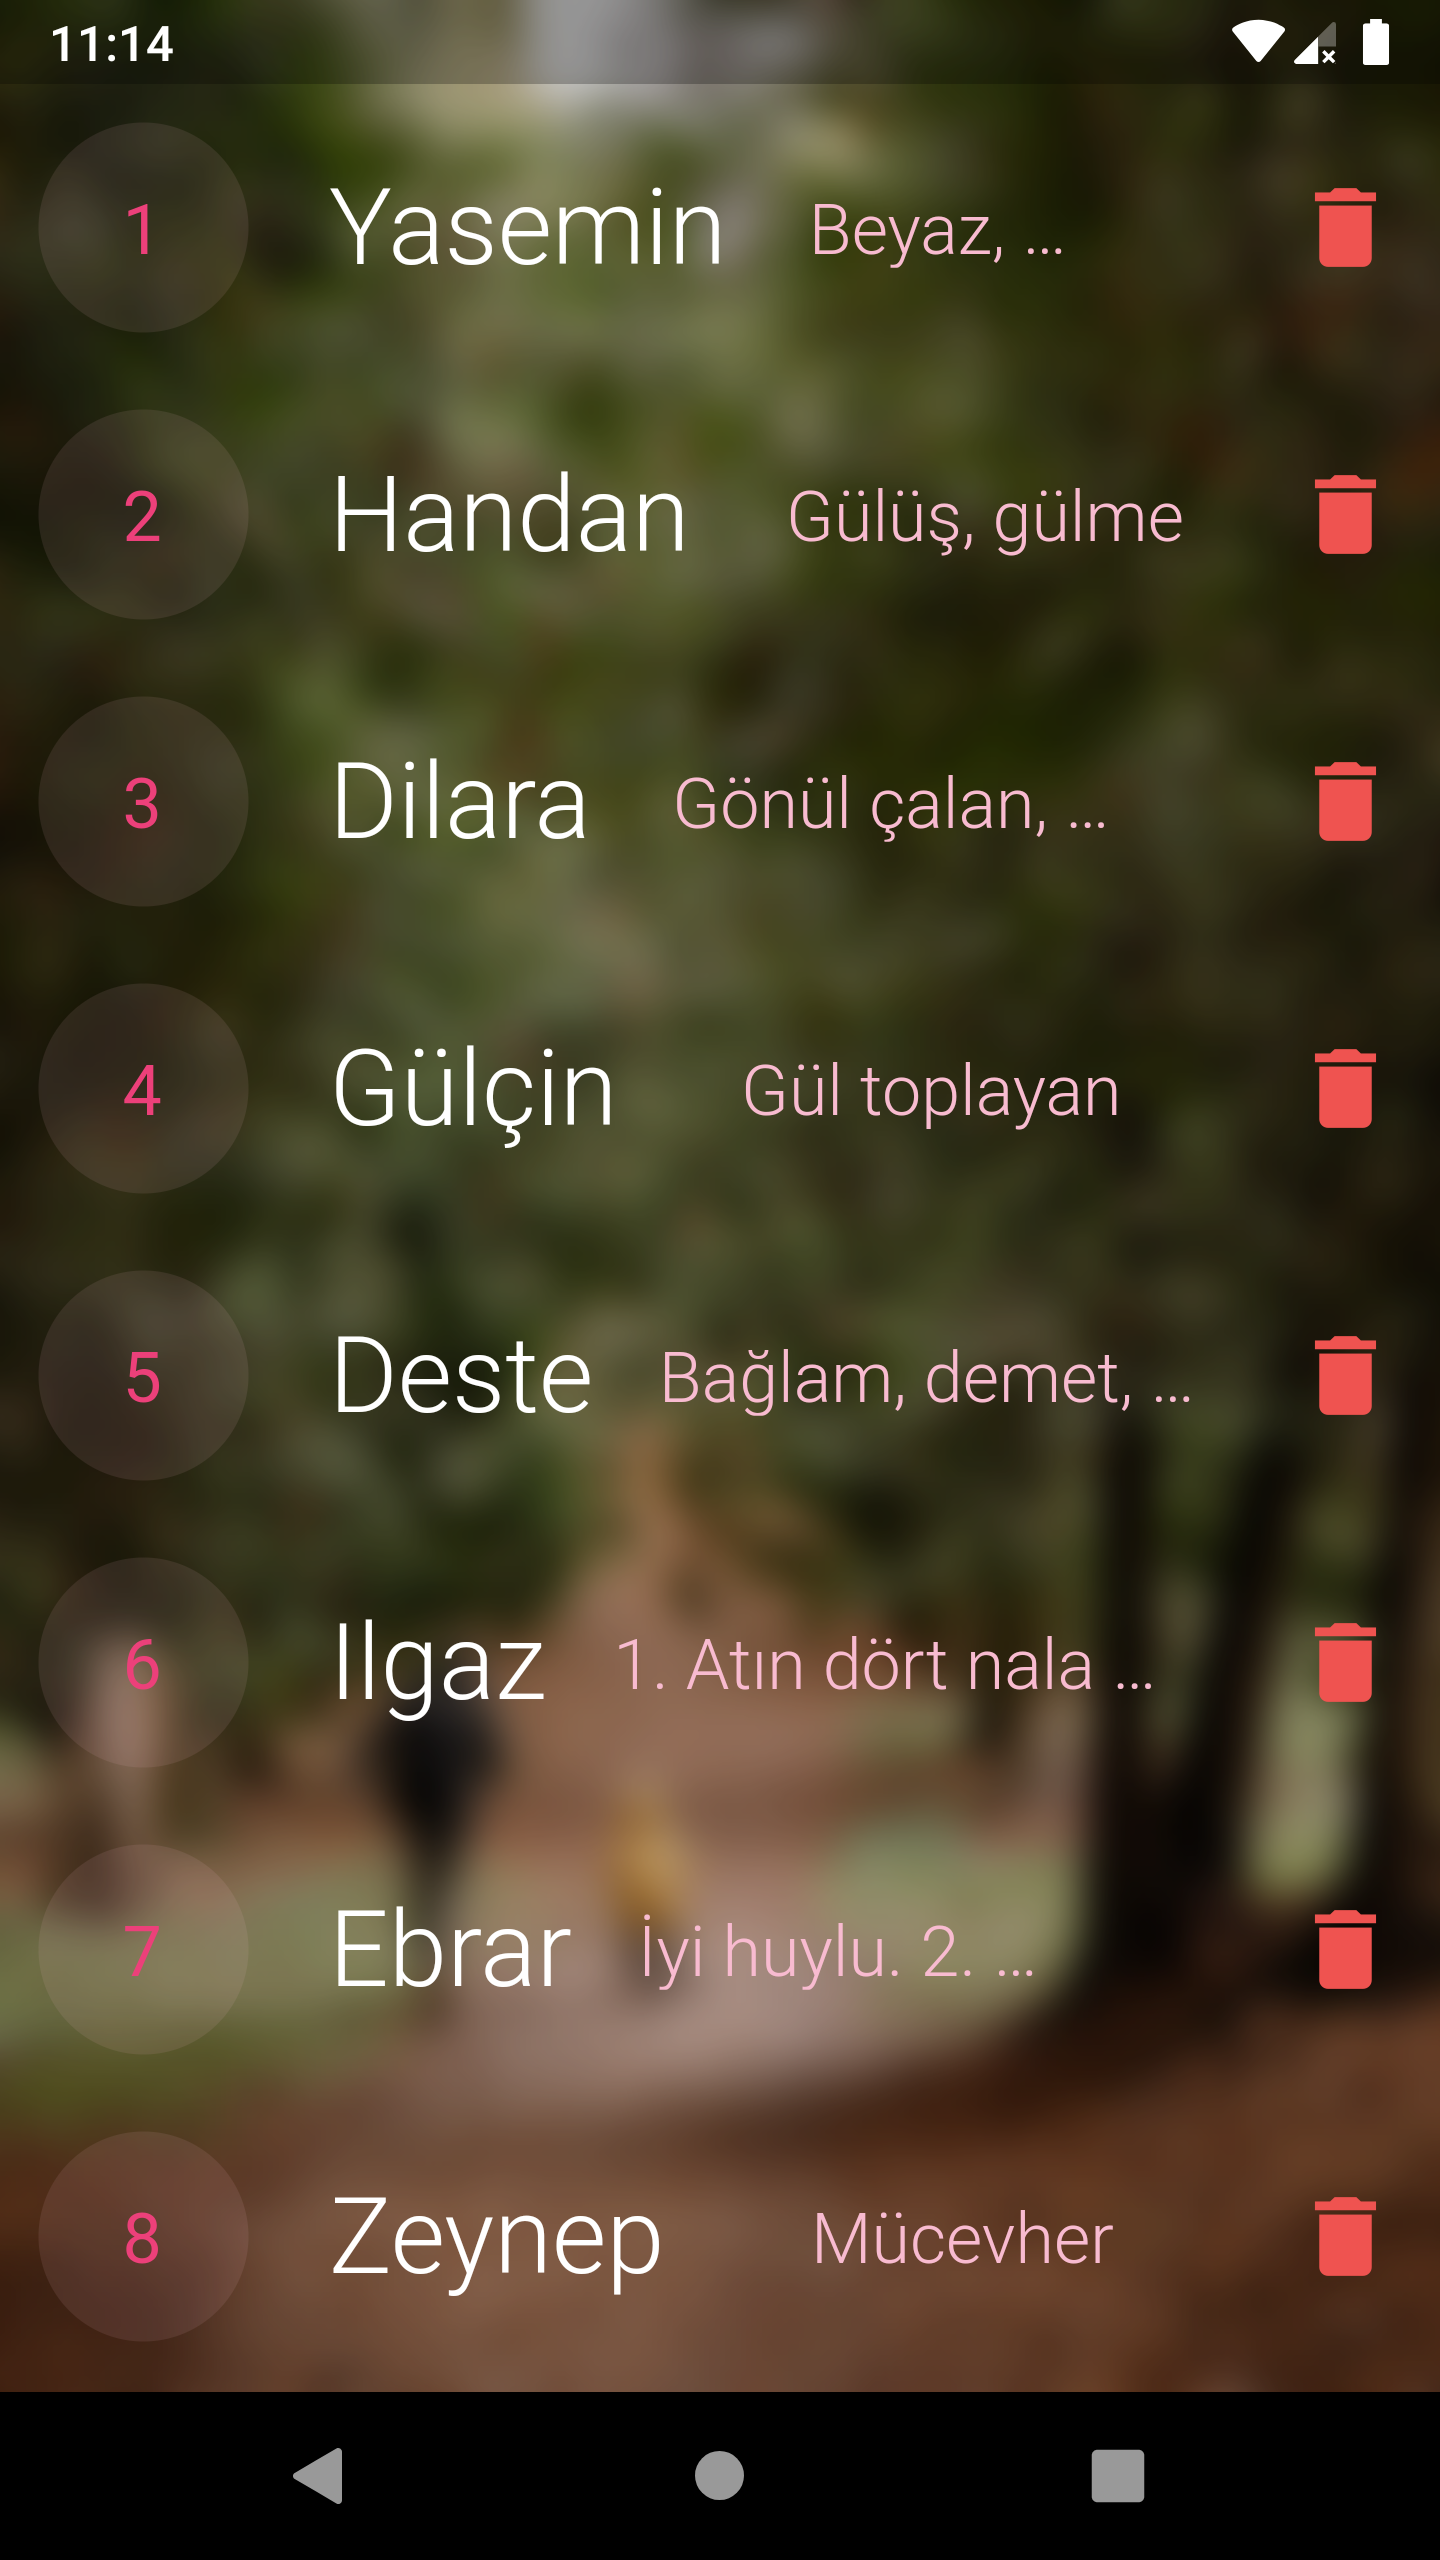 11:14
1 Yasemin Beyaz, ...
2 Handan Gülüş, gülme
3 Dilara Gönül çalan, ...
4 Gülçin Gül toplayan
5 Deste Bağlam, demet, ...
6 Ilgaz 1. Atın dört nala ...
7 Ebrar İyi huylu. 2. ...
8 Zeynep Mücevher